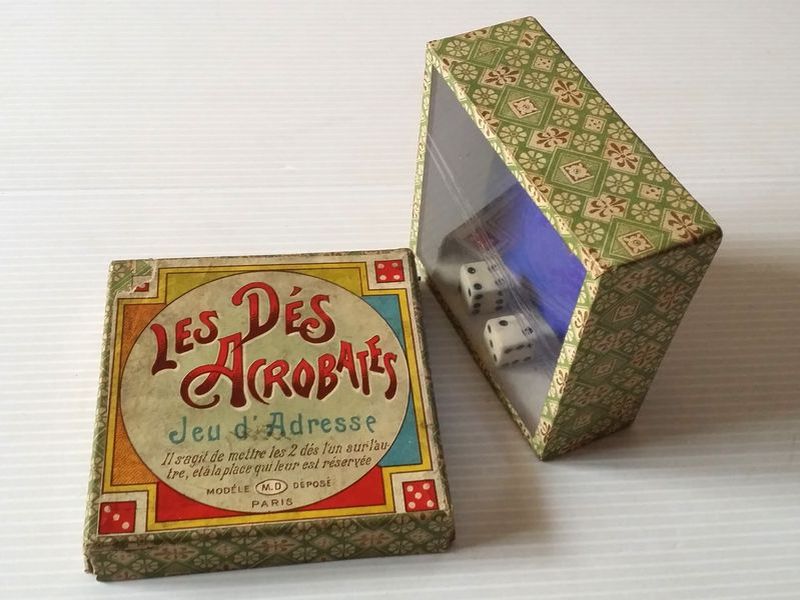 LES DÉS
ACROBATES
Jeu d'Adresse
Il s'agit de mettre les 2 dés l'un sur l'au-
tre, et à la place qui leur est réservée
MODÈLE M.D DÉPOSÉ
PARIS